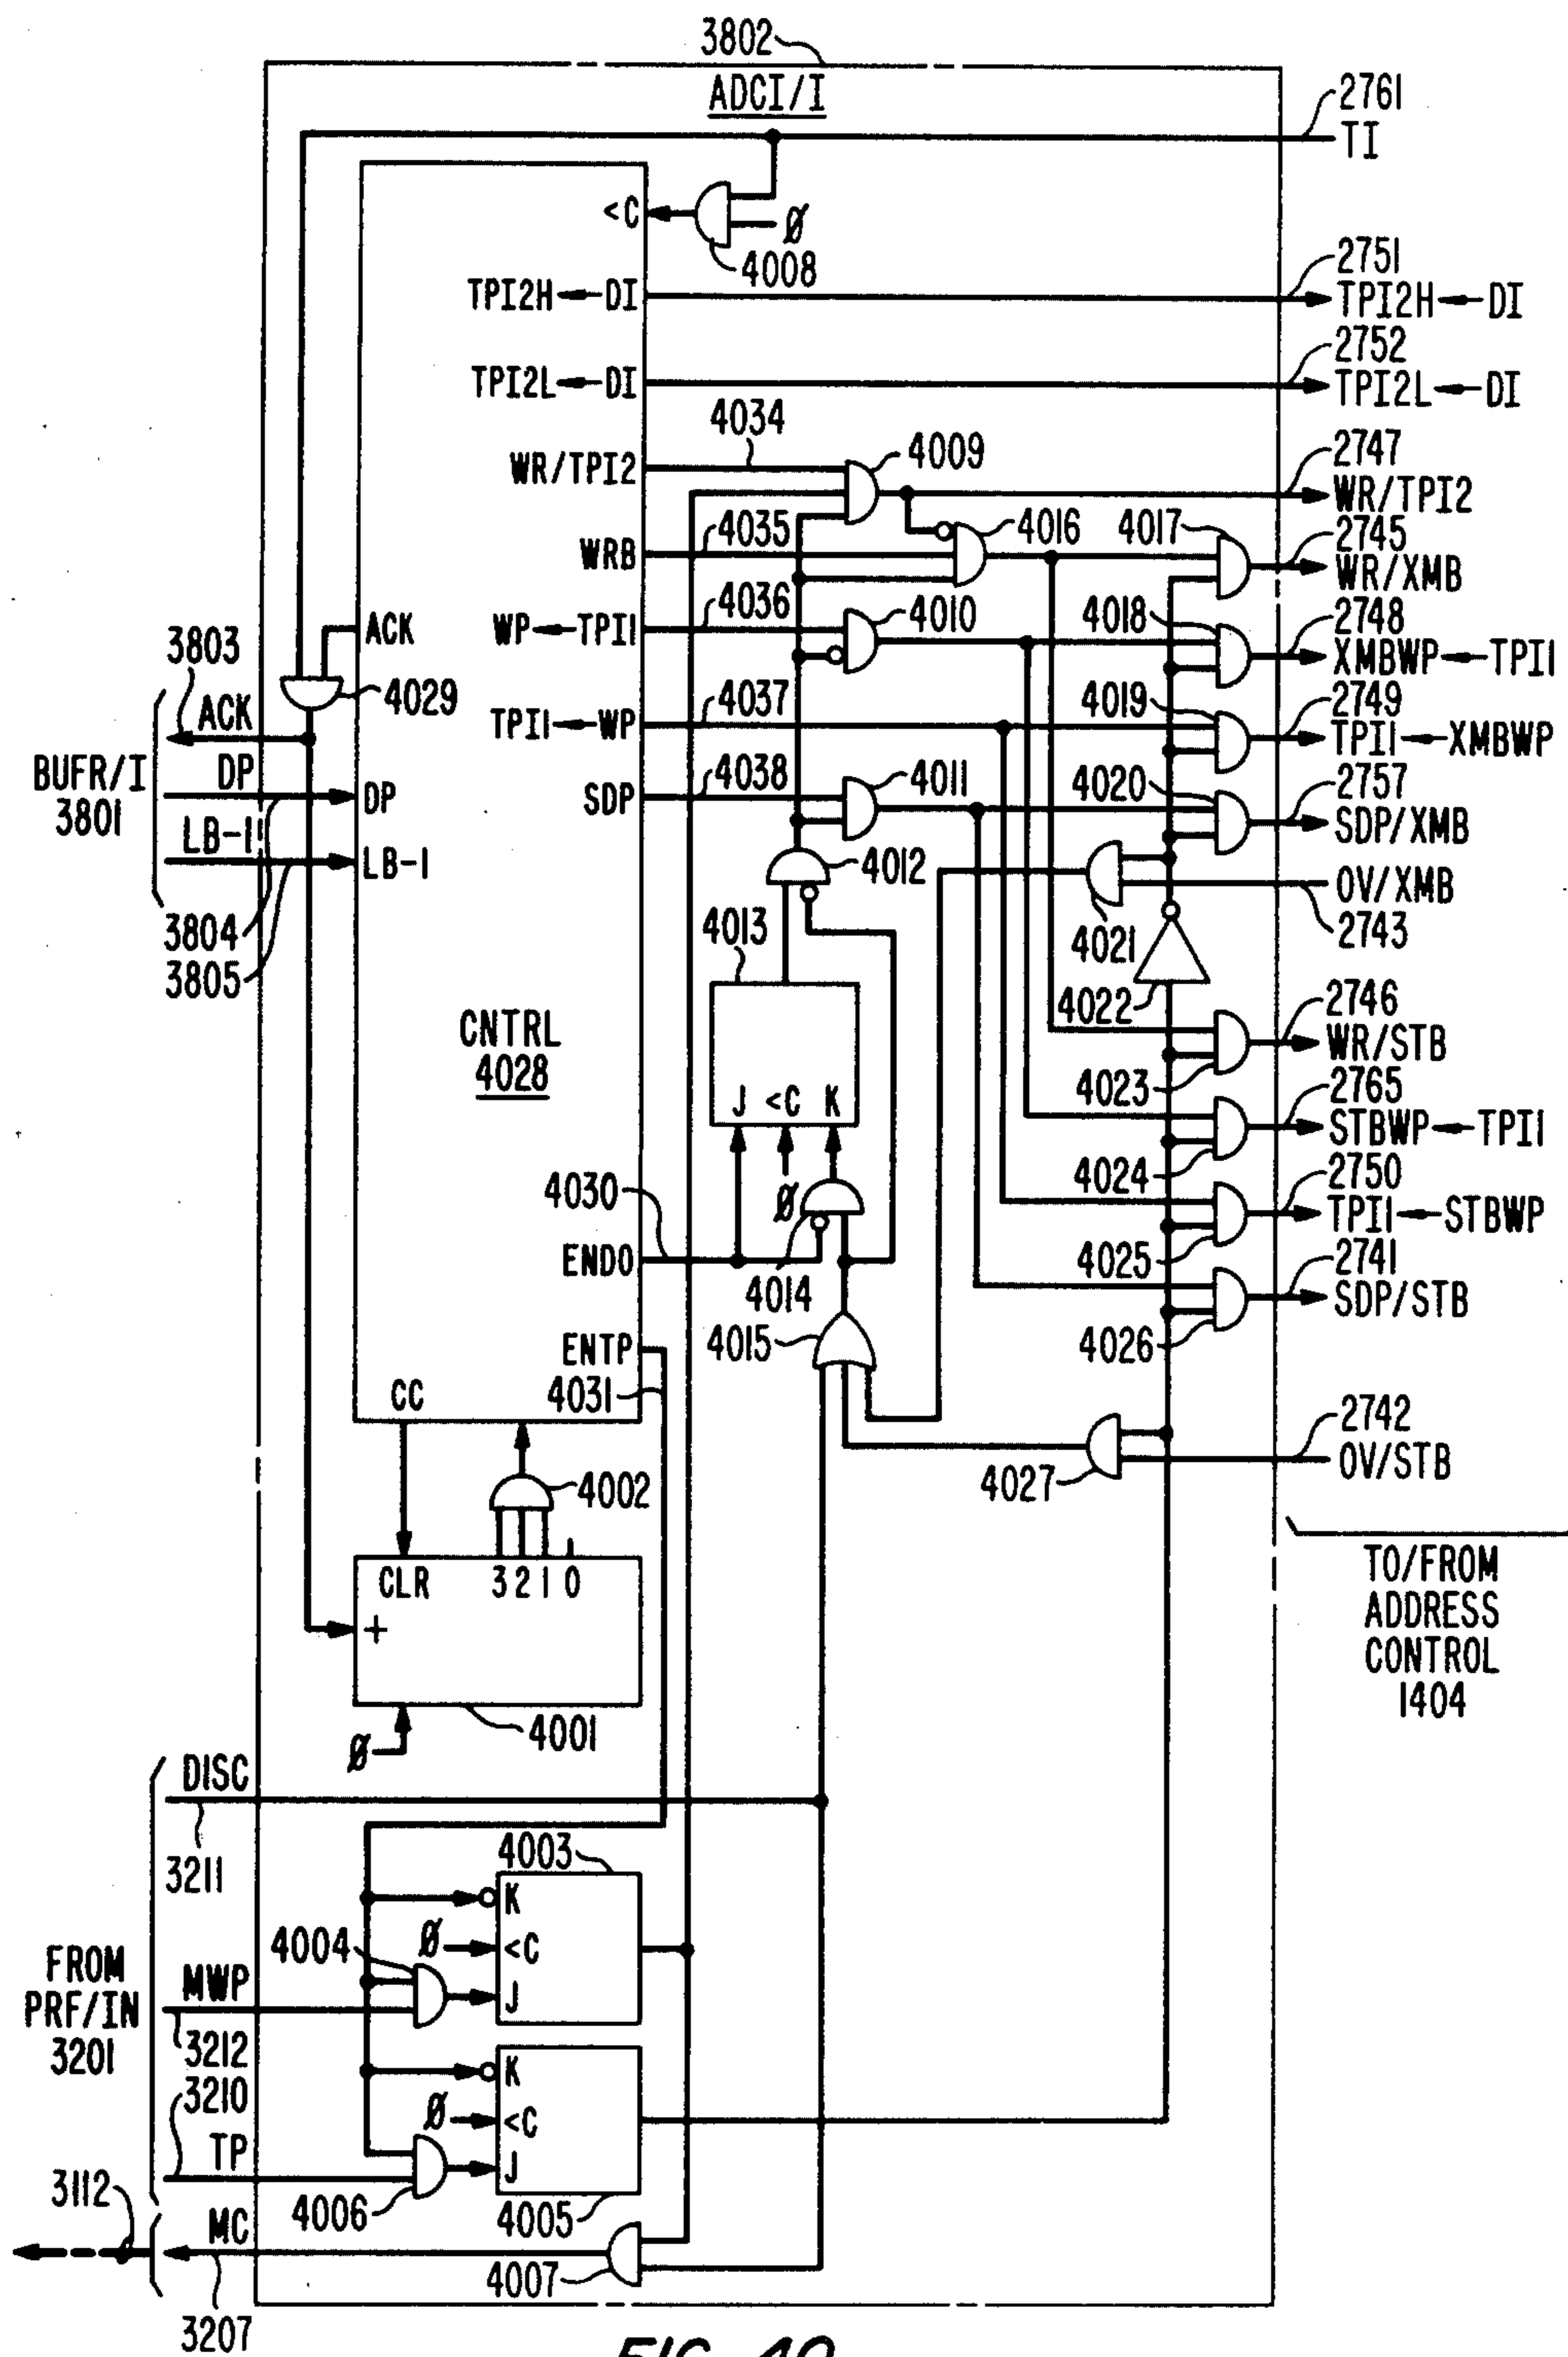 3802
ADCI/I
2761
TI
<C
Ø
4008
2751
TPI2H←DI
TPI2H←DI
2752
TPI2L←DI
TPI2L←DI
4034
4009
2747
WR/TPI2
WR/TPI2
4035
4016
4017
2745
WRB
WR/XMB
4036
4010
4018
2748
ACK
WP←TPI1
XMBWP←TPI1
3803
4029
4037
4019
2749
ACK
TPI1←WP
TPI1←XMBWP
BUFR/I
3801
DP
DP
4038
4011
4020
2757
SDP
SDP/XMB
LB-1
LB-1
4012
OV/XMB
3804
4013
4021
2743
3805
4022
2746
CNTRL
4028
WR/STB
4023
2765
J <C K
STBWP←TPI1
4024
2750
4030
Ø
TPI1←STBWP
ENDO
4014
4025
2741
SDP/STB
4015
4026
ENTP
4031
CC
2742
OV/STB
4002
4027
CLR 3 2 1 0
+
TO/FROM
ADDRESS
CONTROL
1404
Ø
4001
DISC
3211
4003
K
4004
Ø
<C
FROM
PRF/IN
3201
MWP
J
3212
3210
K
Ø
<C
TP
J
3112
4006
4005
MC
4007
3207
FIG. 40